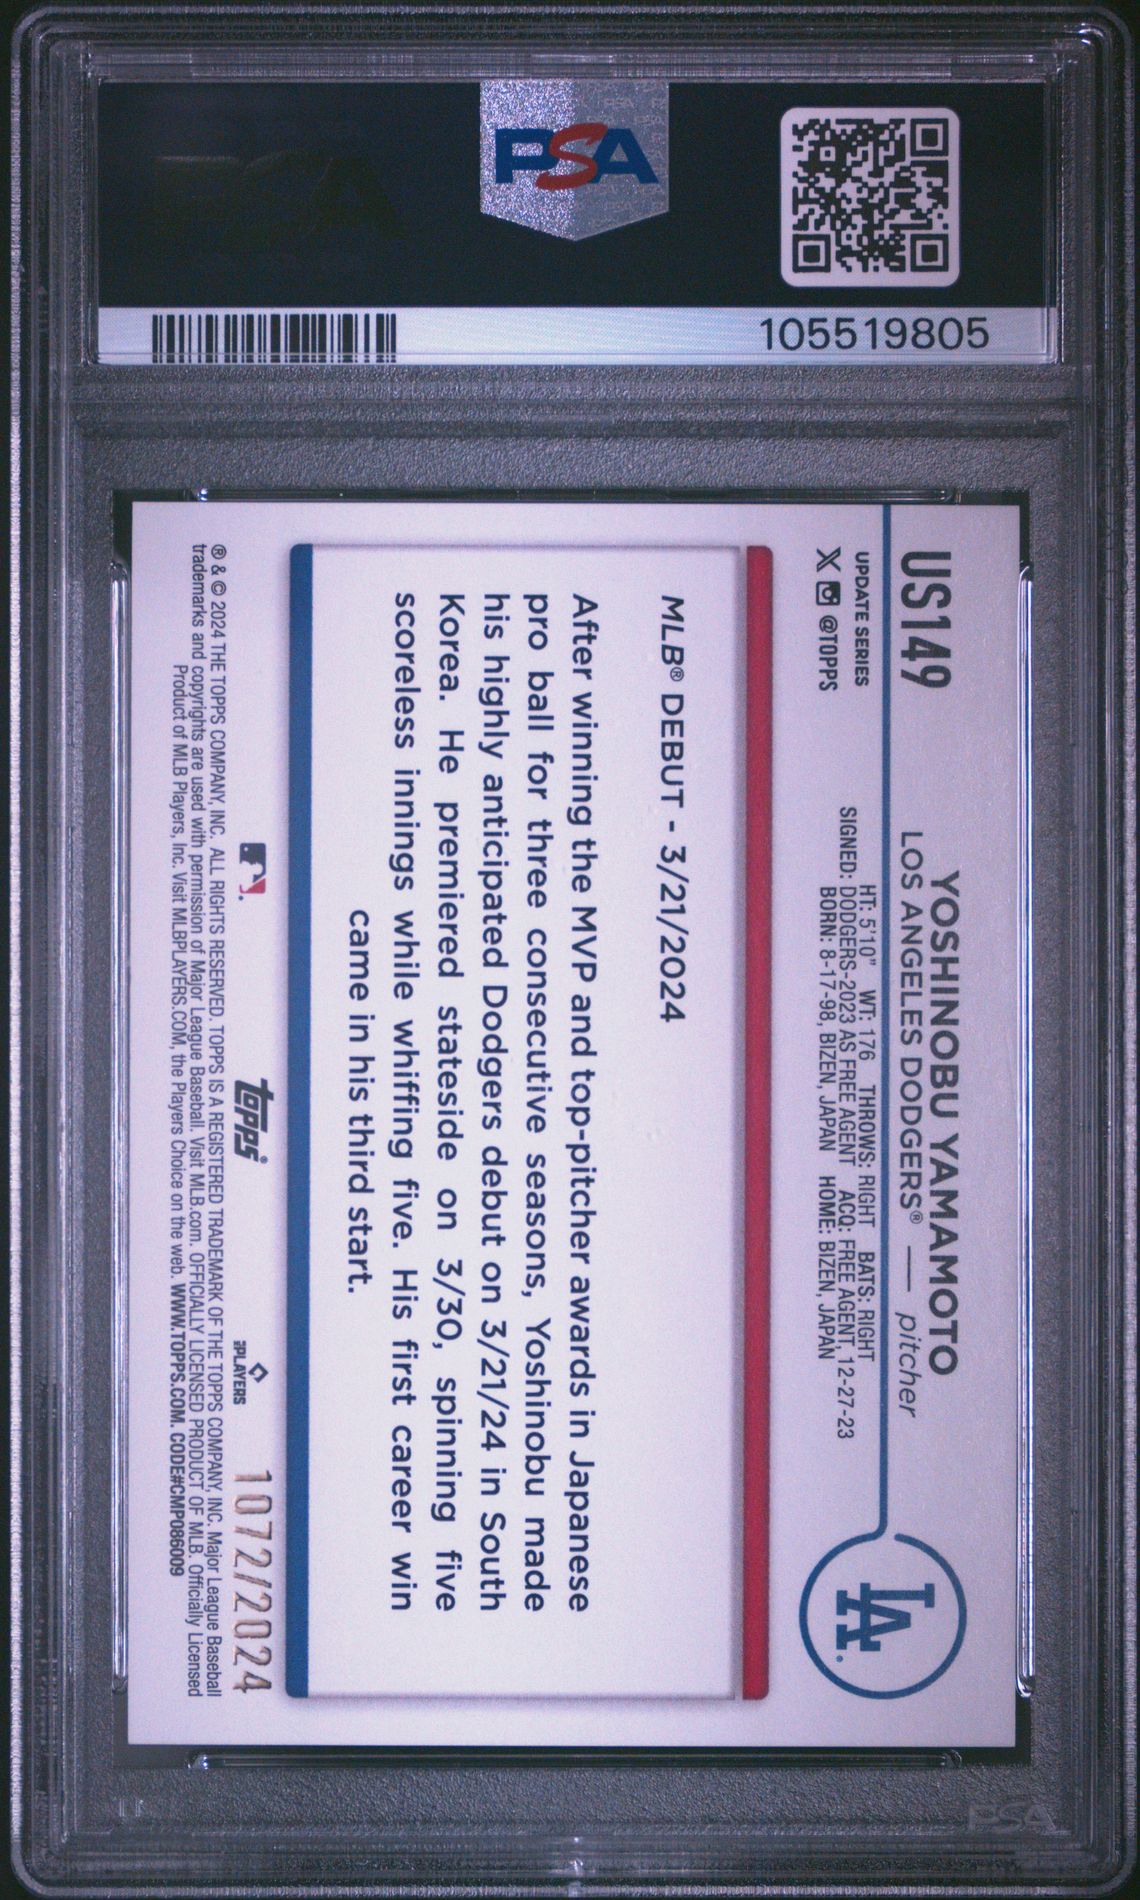 PSA
105519805
US149
YOSHINOBU YAMAMOTO
LOS ANGELES DODGERS® — pitcher
UPDATE SERIES
X @TOPPS
HT: 5'10" WT: 176 THROWS: RIGHT BATS: RIGHT
SIGNED: DODGERS-2023 AS FREE AGENT ACQ: FREE AGENT, 12-27-23
BORN: 8-17-98, BIZEN, JAPAN HOME: BIZEN, JAPAN
LA
MLB® DEBUT - 3/21/2024
After winning the MVP and top-pitcher awards in Japanese
pro ball for three consecutive seasons, Yoshinobu made
his highly anticipated Dodgers debut on 3/21/24 in South
Korea. He premiered stateside on 3/30, spinning five
scoreless innings while whiffing five. His first career win
came in his third start.
topps®
PLAYERS
1072/2024
® & © 2024 THE TOPPS COMPANY, INC. ALL RIGHTS RESERVED. TOPPS IS A REGISTERED TRADEMARK OF THE TOPPS COMPANY, INC. Major League Baseball
trademarks and copyrights are used with permission of Major League Baseball. Visit MLB.com. OFFICIALLY LICENSED PRODUCT OF MLB. Officially Licensed
Product of MLB Players, Inc. Visit MLBPLAYERS.COM, the Players Choice on the web. WWW.TOPPS.COM. CODE#CMP086009
PSA